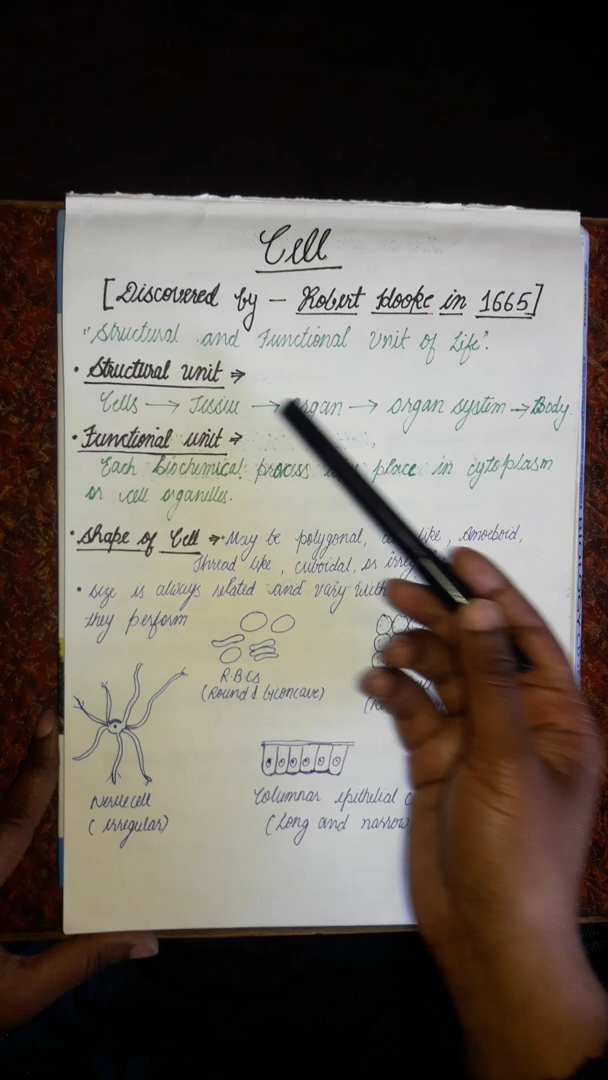 Cell
[Discovered by - Robert Hooke in 1665]
"Structural and Functional Unit of Life".
• Structural unit ⇒
Cells → Tissue → Organ → Organ system → Body.
• Functional unit ⇒
Each Biochemical process place in cytoplasm
or cell organelles.
• Shape of Cell ⇒ • May be polygonal, like, Amoeboid,
Thread like, cuboidal, or
• size is always related and vary with
they perform
R.B.Cs
(Round & biconcave)
Nerve cell
(irregular)
Columnar epithelial
(Long and narrow